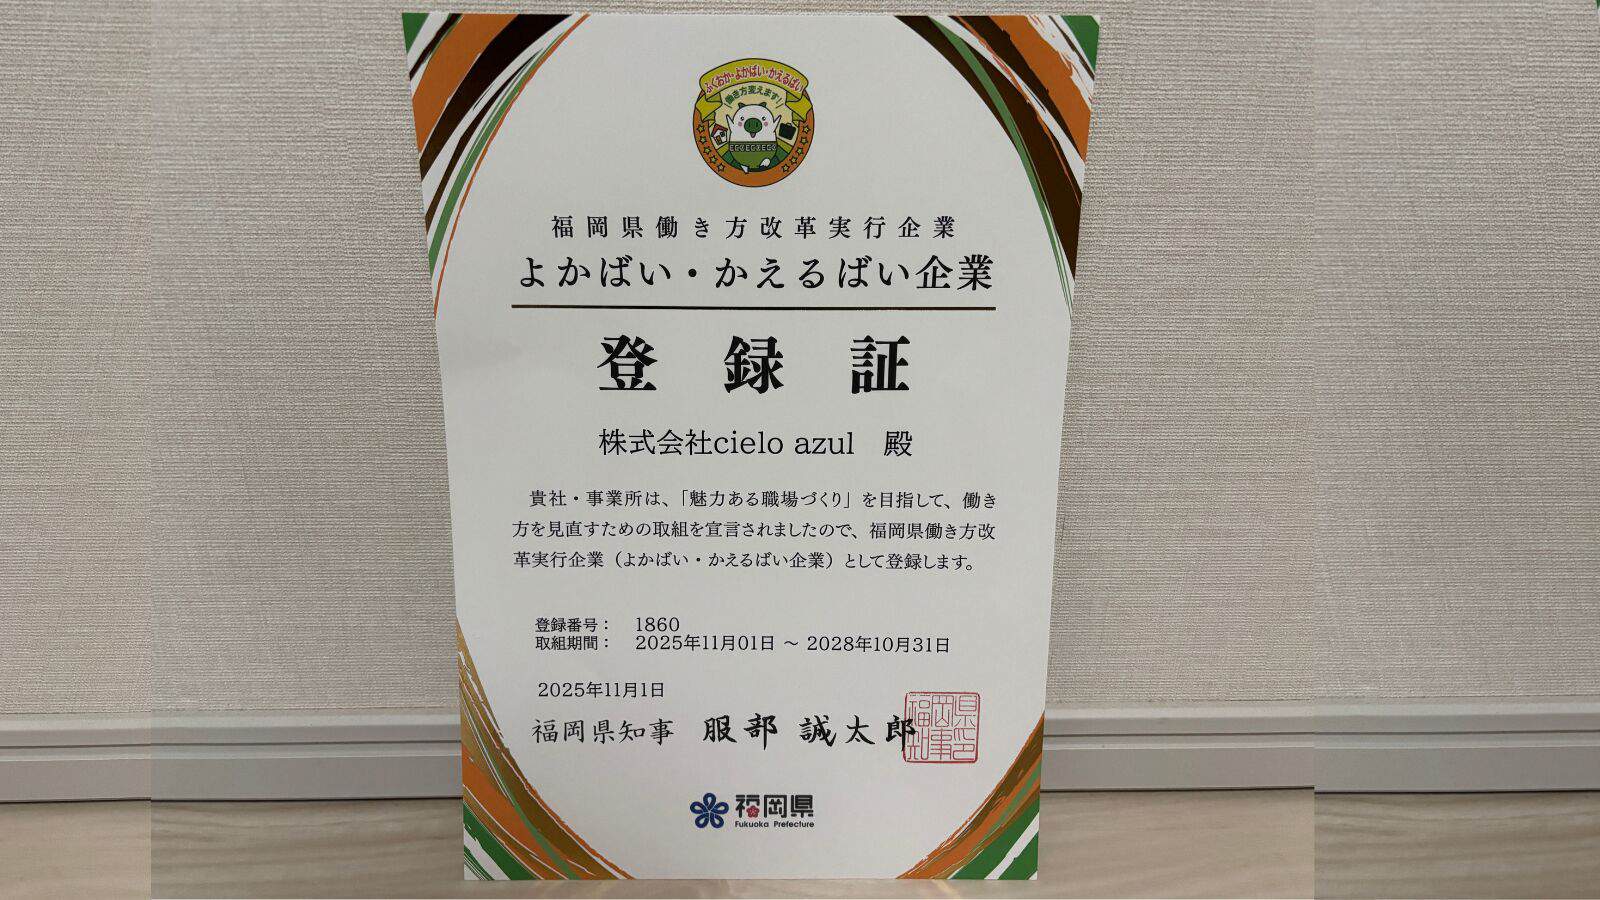 ふくおか・よかばい・かえるばい
働き方変えます!
福岡県働き方改革実行企業
よかばい・かえるばい企業
登録証
株式会社cielo azul 殿
貴社・事業所は、「魅力ある職場づくり」を目指して、働き
方を見直すための取組を宣言されましたので、福岡県働き方改
革実行企業（よかばい・かえるばい企業）として登録します。
登録番号： 1860
取組期間： 2025年11月01日 ～ 2028年10月31日
2025年11月1日
福岡県知事 服部 誠太郎
福岡県知事印
福岡県
Fukuoka Prefecture